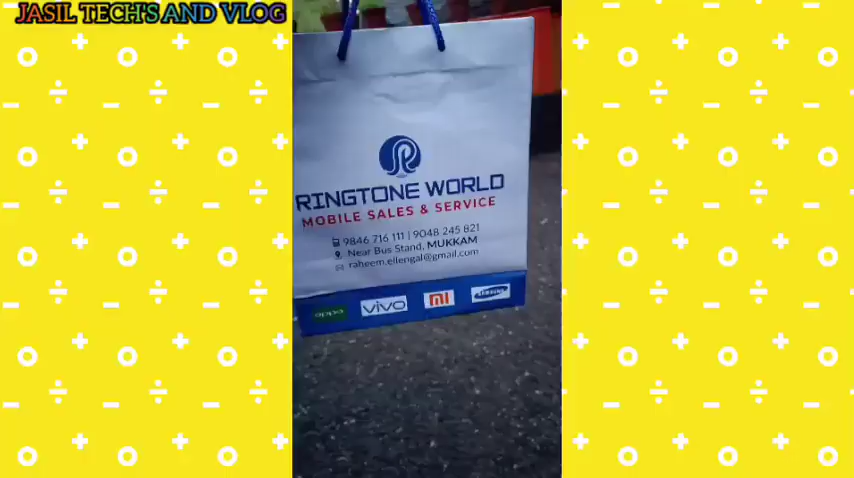 JASIL TECH'S AND VLOG
RINGTONE WORLD
MOBILE SALES & SERVICE
9846 716 111 | 9048 245 821
Near Bus Stand, MUKKAM
raheem.ellengal@gmail.com
oppo vivo mi SAMSUNG